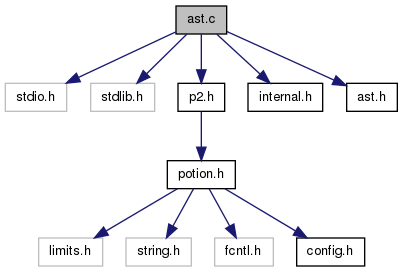 ast.c
stdio.h
stdlib.h
p2.h
internal.h
ast.h
potion.h
limits.h
string.h
fcntl.h
config.h